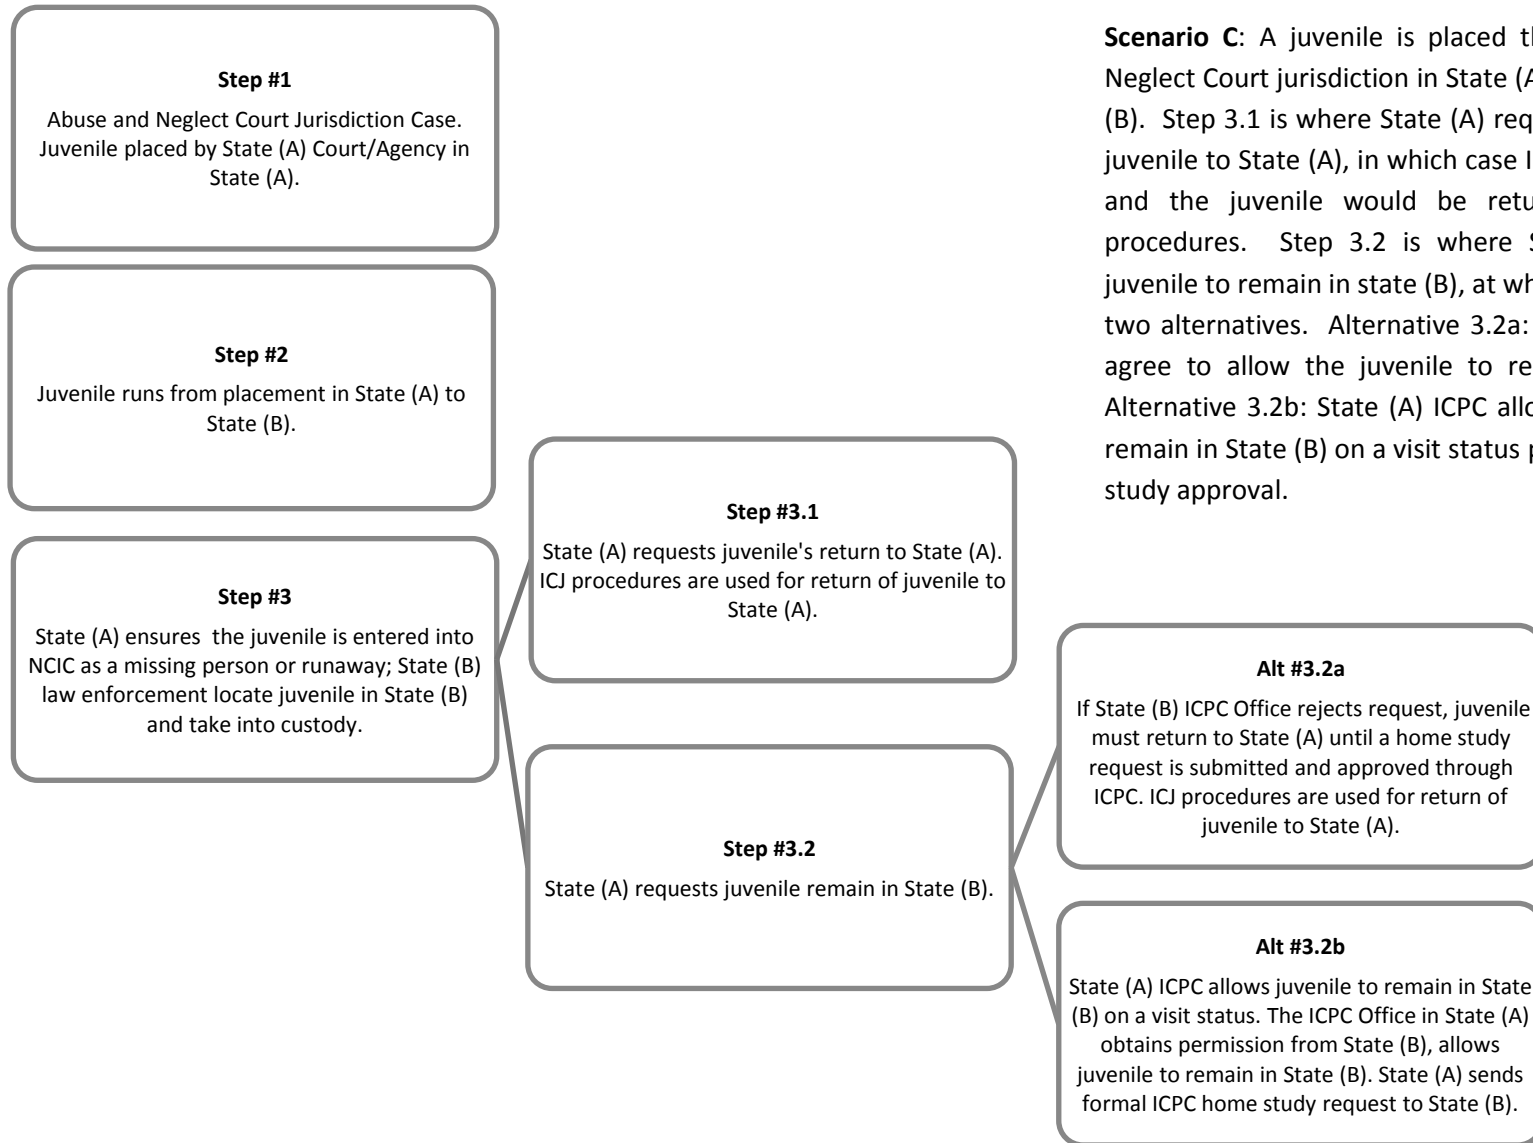 Step #1
Abuse and Neglect Court Jurisdiction Case.
Juvenile placed by State (A) Court/Agency in
State (A).
Step #2
Juvenile runs from placement in State (A) to
State (B).
Step #3
State (A) ensures  the juvenile is entered into
NCIC as a missing person or runaway; State (B)
law enforcement locate juvenile in State (B)
and take into custody.
Step #3.1
State (A) requests juvenile's return to State (A).
ICJ procedures are used for return of juvenile to
State (A).
Step #3.2
State (A) requests juvenile remain in State (B).
Scenario C: A juvenile is placed
Neglect Court jurisdiction in State
(B). Step 3.1 is where State (A)
juvenile to State (A), in which case
and the juvenile would be
procedures. Step 3.2 is where
juvenile to remain in state (B), at
two alternatives. Alternative 3.2a:
agree to allow the juvenile to
Alternative 3.2b: State (A) ICPC
remain in State (B) on a visit status
study approval.
Alt #3.2a
If State (B) ICPC Office rejects request, juvenile
must return to State (A) until a home study
request is submitted and approved through
ICPC. ICJ procedures are used for return of
juvenile to State (A).
Alt #3.2b
State (A) ICPC allows juvenile to remain in State
(B) on a visit status. The ICPC Office in State (A)
obtains permission from State (B), allows
juvenile to remain in State (B). State (A) sends
formal ICPC home study request to State (B).